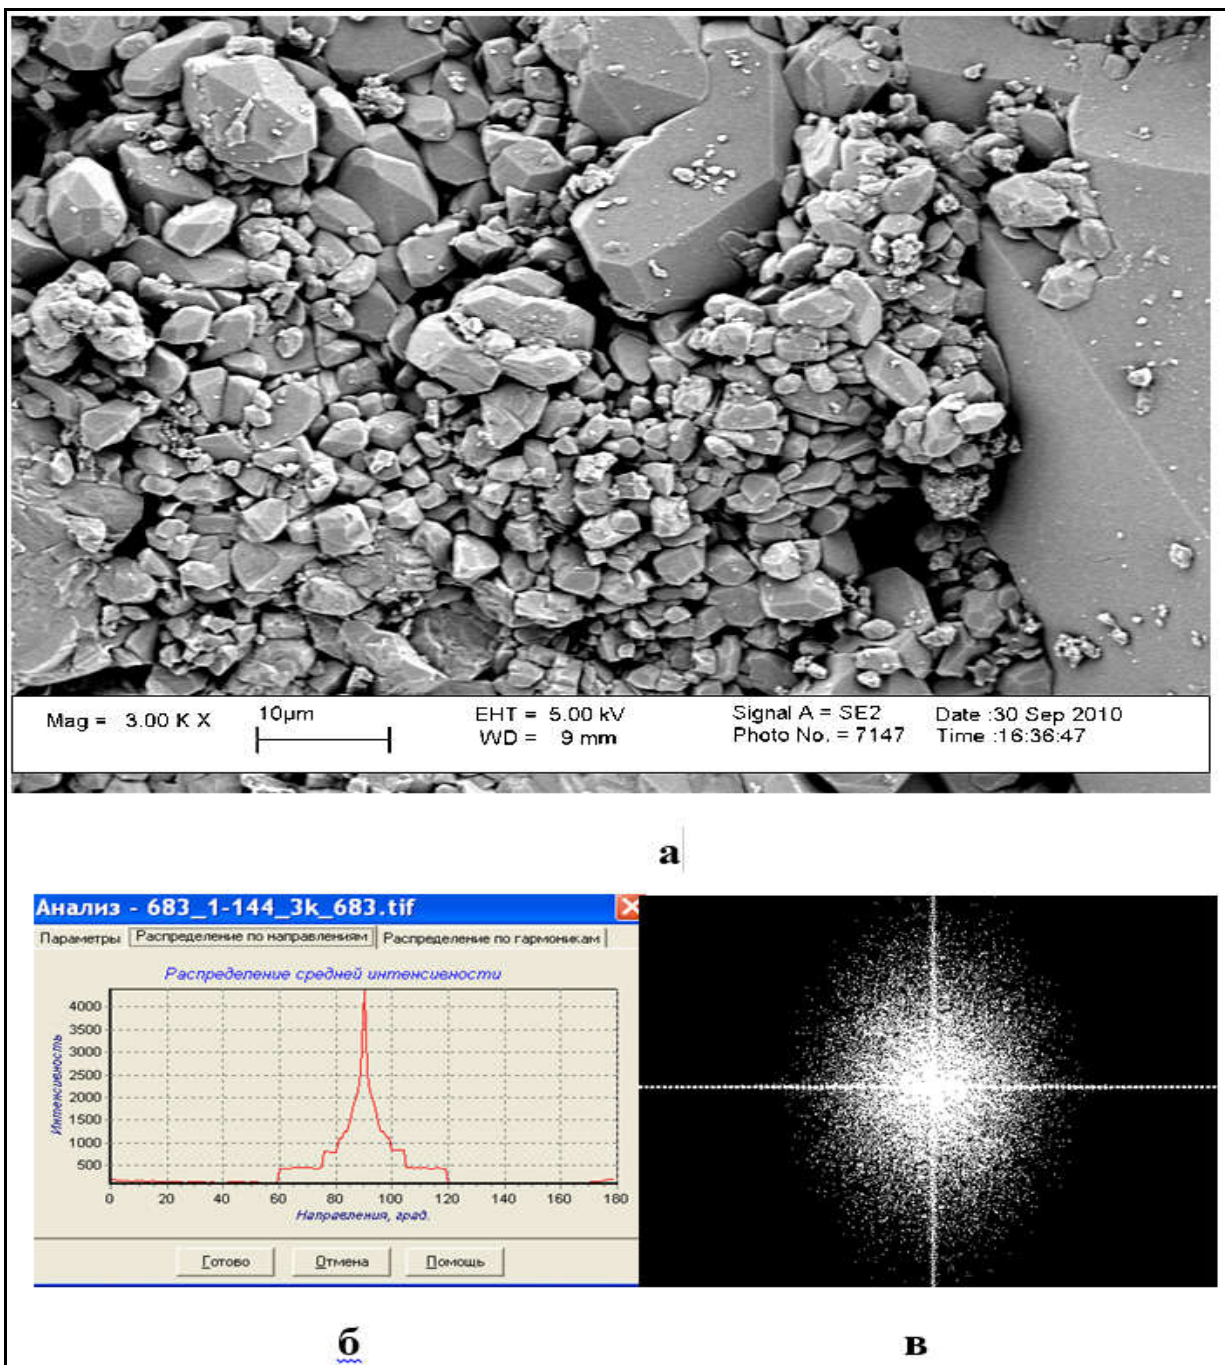 Mag = 3.00 K X 10µm EHT = 5.00 kV Signal A = SE2 Date :30 Sep 2010
WD = 9 mm Photo No. = 7147 Time :16:36:47
а
Анализ - 683_1-144_3k_683.tif
Параметры Распределение по направлениям Распределение по гармоникам
Распределение средней интенсивности
Интенсивность
4000
3500
3000
2500
2000
1500
1000
500
0 20 40 60 80 100 120 140 160 180
Направления, град.
Готово Отмена Помощь
б в